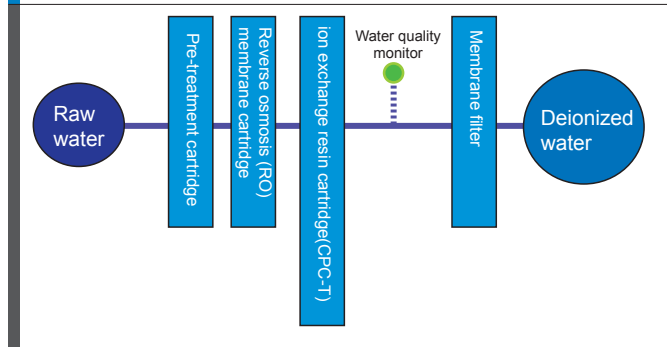 Raw
water
Pre-treatment cartridge
Reverse osmosis (RO)
membrane cartridge
ion exchange resin cartridge(CPC-T)
Water quality
monitor
Membrane filter
Deionized
water